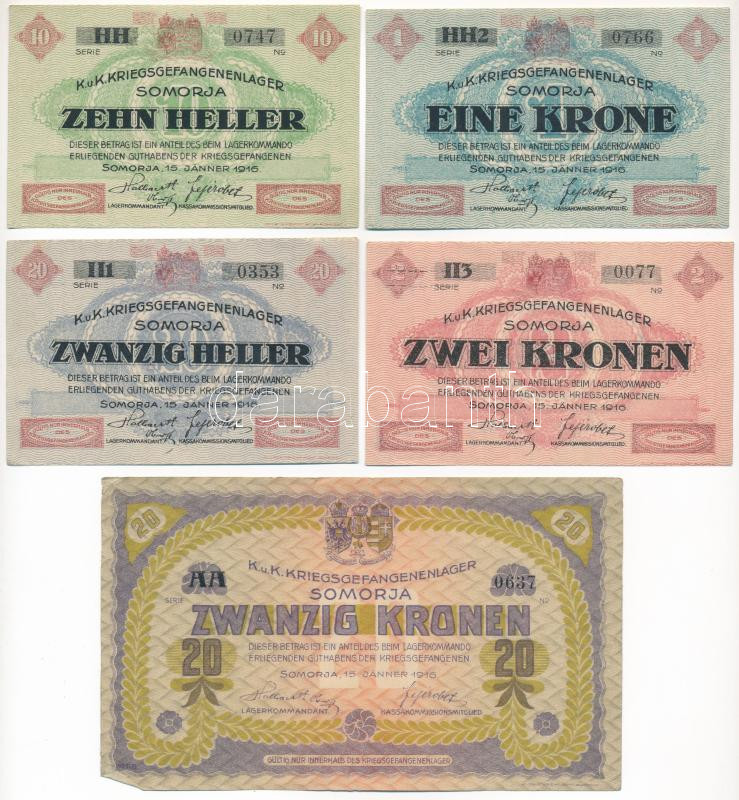 10 HH 0747 10
SERIE No
K.u.K. KRIEGSGEFANGENENLAGER
SOMORJA
ZEHN HELLER
DIESER BETRAG IST EIN ANTEIL DES BEIM LAGERKOMMANDO
ERLIEGENDEN GUTHABENS DER KRIEGSGEFANGENEN.
SOMORJA, 15. JÄNNER 1916.
LAGERKOMMANDANT KASSAKOMMISSIONSMITGLIED.
1 HH2 0766 1
SERIE No
K.u.K. KRIEGSGEFANGENENLAGER
SOMORJA
EINE KRONE
DIESER BETRAG IST EIN ANTEIL DES BEIM LAGERKOMMANDO
ERLIEGENDEN GUTHABENS DER KRIEGSGEFANGENEN.
SOMORJA, 15. JÄNNER 1916.
LAGERKOMMANDANT KASSAKOMMISSIONSMITGLIED.
20 II1 0353 20
SERIE No
K.u.K. KRIEGSGEFANGENENLAGER
SOMORJA
ZWANZIG HELLER
DIESER BETRAG IST EIN ANTEIL DES BEIM LAGERKOMMANDO
ERLIEGENDEN GUTHABENS DER KRIEGSGEFANGENEN.
SOMORJA, 15. JÄNNER 1916
LAGERKOMMANDANT KASSAKOMMISSIONSMITGLIED.
2 II3 0077 2
SERIE No
K.u.K. KRIEGSGEFANGENENLAGER
SOMORJA
ZWEI KRONEN
DIESER BETRAG IST EIN ANTEIL DES BEIM LAGERKOMMANDO
ERLIEGENDEN GUTHABENS DER KRIEGSGEFANGENEN.
SOMORJA, 15. JÄNNER 1916
LAGERKOMMANDANT KASSAKOMMISSIONSMITGLIED.
darabanth
20 20
AA 0637
K.u.K. KRIEGSGEFANGENENLAGER
SERIE SOMORJA No
ZWANZIG KRONEN
DIESER BETRAG IST EIN ANTEIL DES BEIM LAGERKOMMANDO
20 ERLIEGENDEN GUTHABENS DER KRIEGSGEFANGENEN. 20
SOMORJA, 15. JÄNNER 1916
LAGERKOMMANDANT KASSAKOMMISSIONSMITGLIED
GÜLTIG NUR INNERHALB DES KRIEGSGEFANGENENLAGER